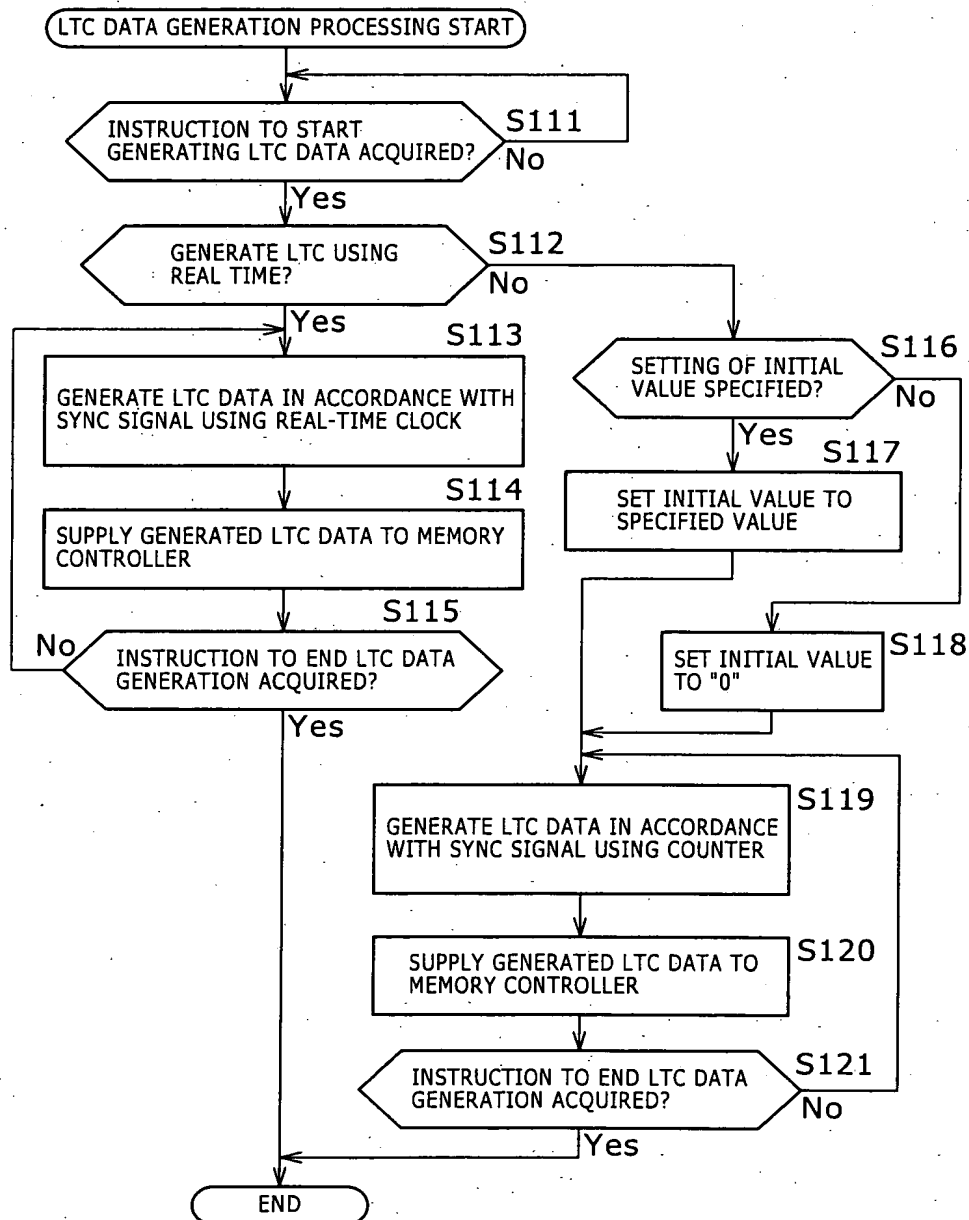 LTC DATA GENERATION PROCESSING START
INSTRUCTION TO START
GENERATING LTC DATA ACQUIRED?
S111
No
Yes
GENERATE LTC USING
REAL TIME?
S112
No
Yes
S113
GENERATE LTC DATA IN ACCORDANCE WITH
SYNC SIGNAL USING REAL-TIME CLOCK
S114
SUPPLY GENERATED LTC DATA TO MEMORY
CONTROLLER
S115
No
INSTRUCTION TO END LTC DATA
GENERATION ACQUIRED?
Yes
SETTING OF INITIAL
VALUE SPECIFIED?
S116
No
Yes
S117
SET INITIAL VALUE TO
SPECIFIED VALUE
S118
SET INITIAL VALUE
TO "0"
S119
GENERATE LTC DATA IN ACCORDANCE
WITH SYNC SIGNAL USING COUNTER
S120
SUPPLY GENERATED LTC DATA TO
MEMORY CONTROLLER
S121
INSTRUCTION TO END LTC DATA
GENERATION ACQUIRED?
No
Yes
END